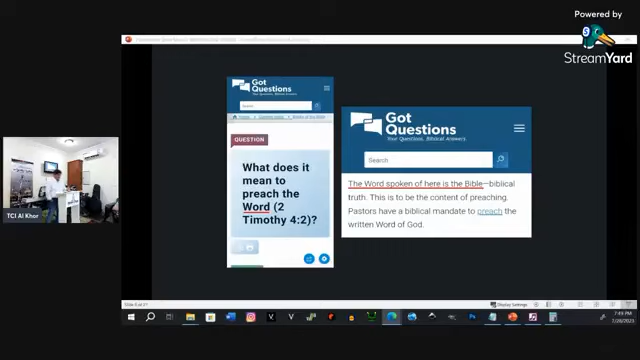 Powered by
StreamYard
Got
Questions
Your Questions. Biblical Answers.
Search
QUESTION
What does it
mean to
preach the
Word (2
Timothy 4:2)?
Got
Questions
Your Questions. Biblical Answers.
Search
The Word spoken of here is the Bible—biblical
truth. This is to be the content of preaching.
Pastors have a biblical mandate to preach the
written Word of God.
TCI Al Khor
Display Settings
7:49 PM